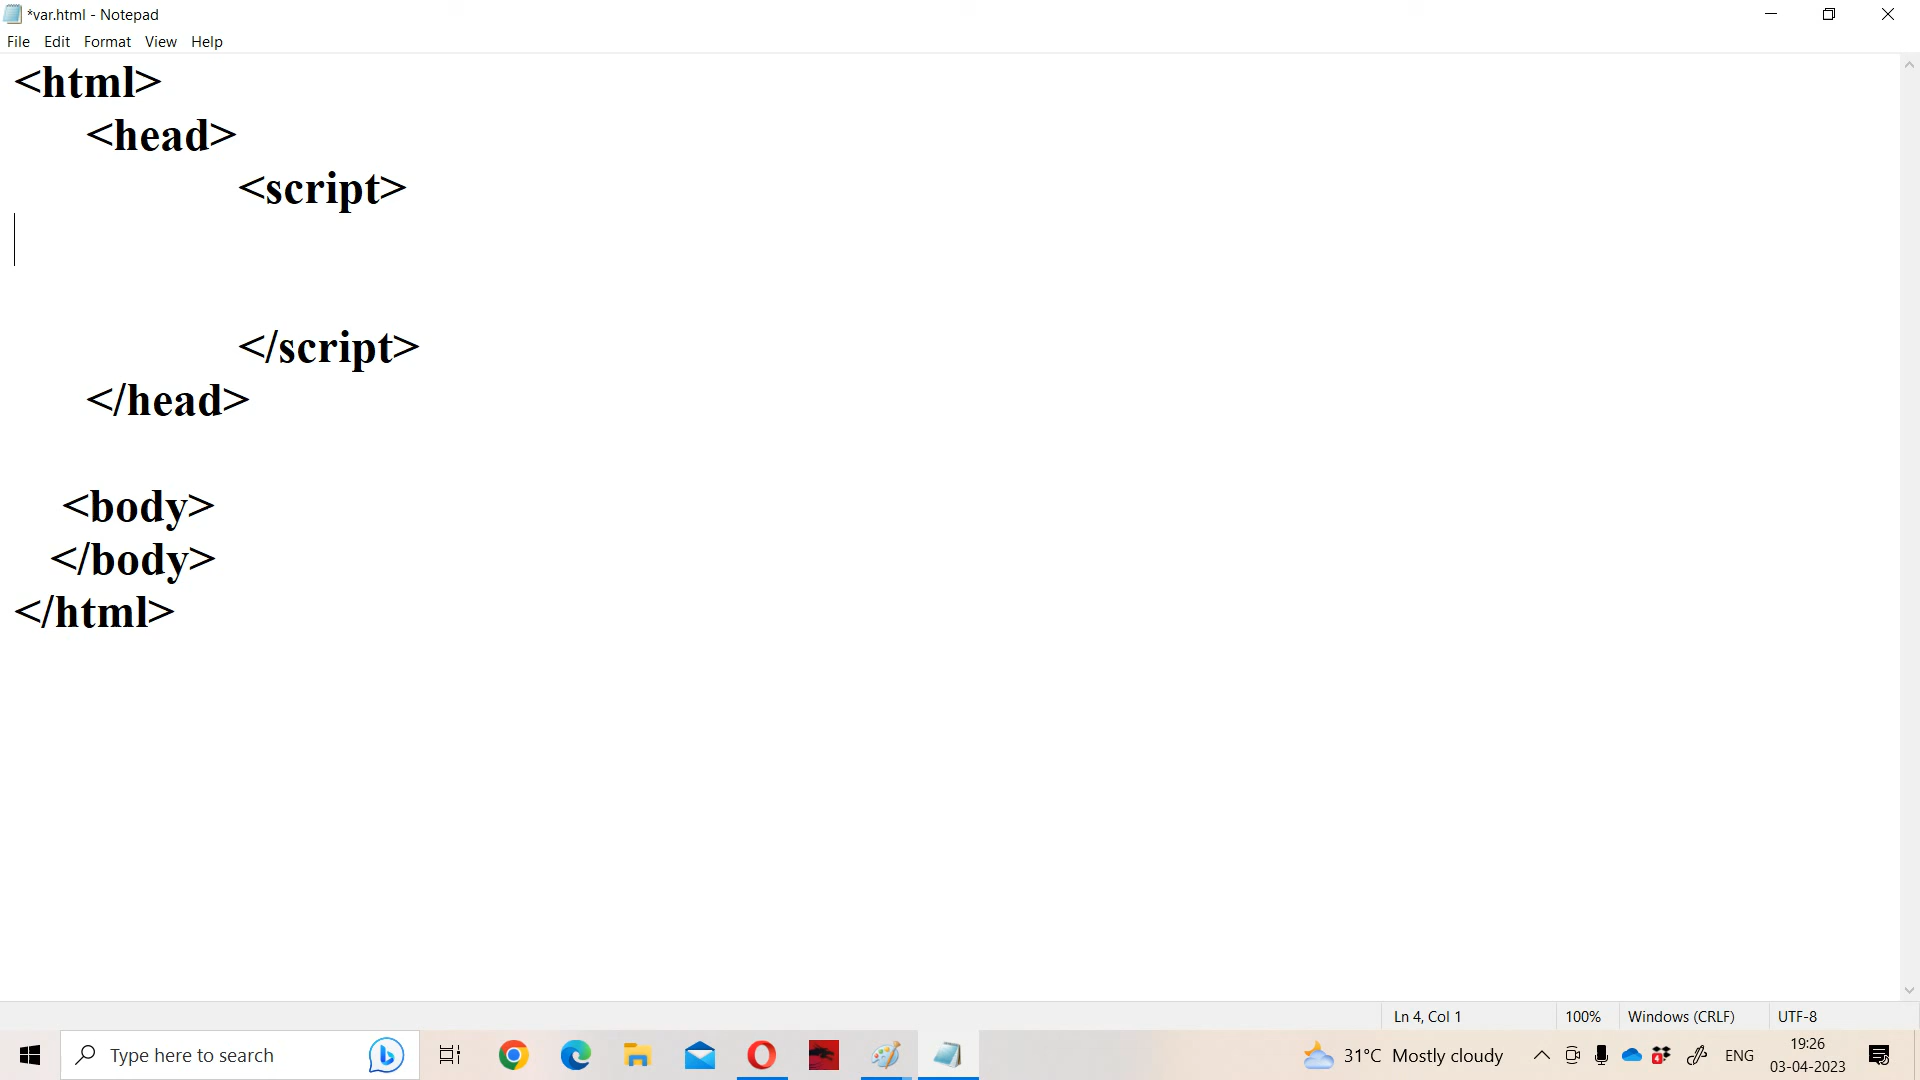 *var.html - Notepad
File Edit Format View Help
<html>
<head>
<script>
</script>
</head>
<body>
</body>
</html>
Ln 4, Col 1 100% Windows (CRLF) UTF-8
Type here to search
31°C Mostly cloudy
ENG
19:26
03-04-2023